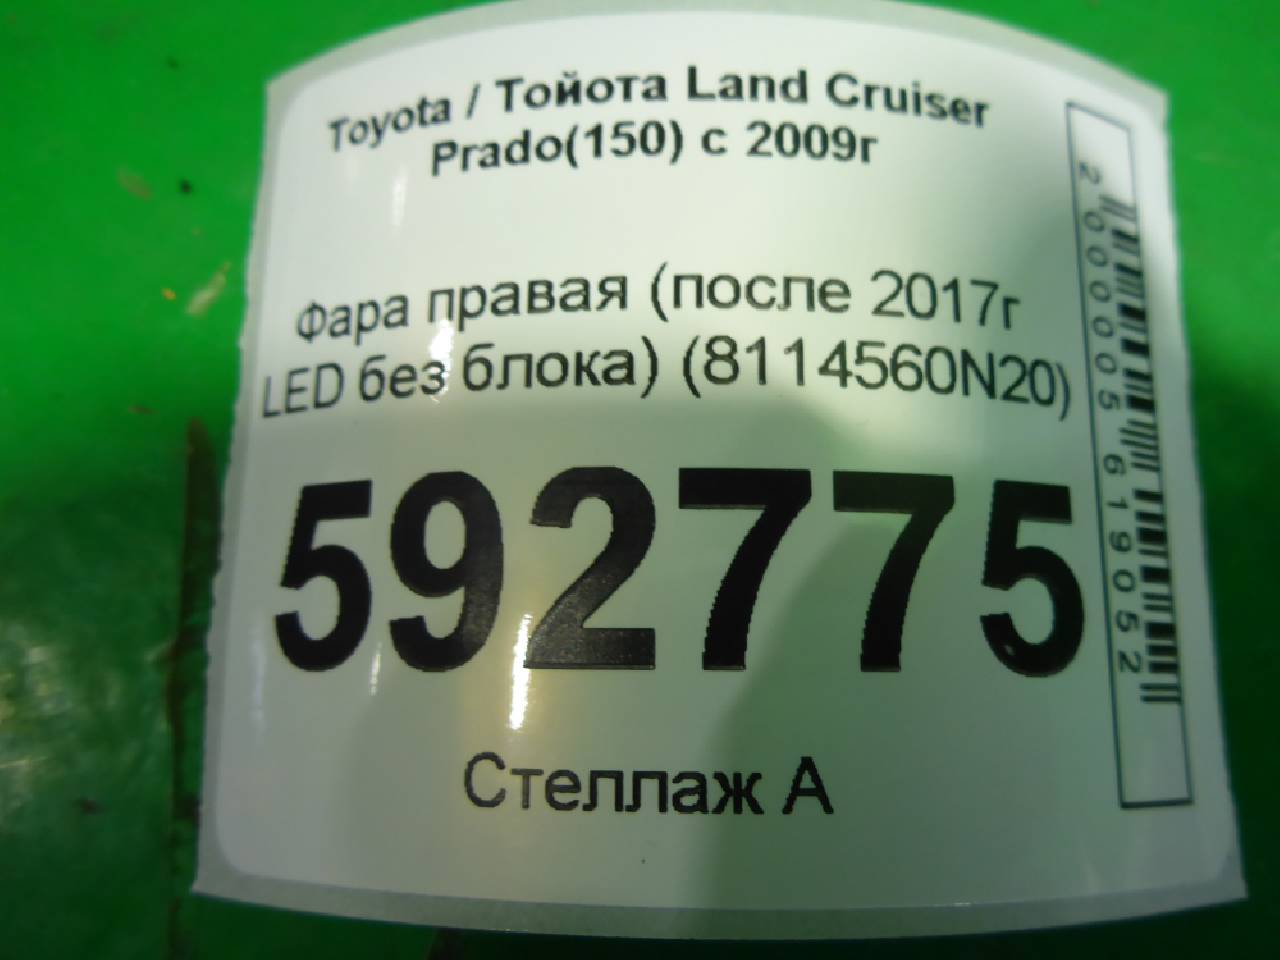 Toyota / Тойота Land Cruiser
Prado(150) с 2009г
Фара правая (после 2017г
LED без блока) (8114560N20)
592775
Стеллаж А
2000005619052